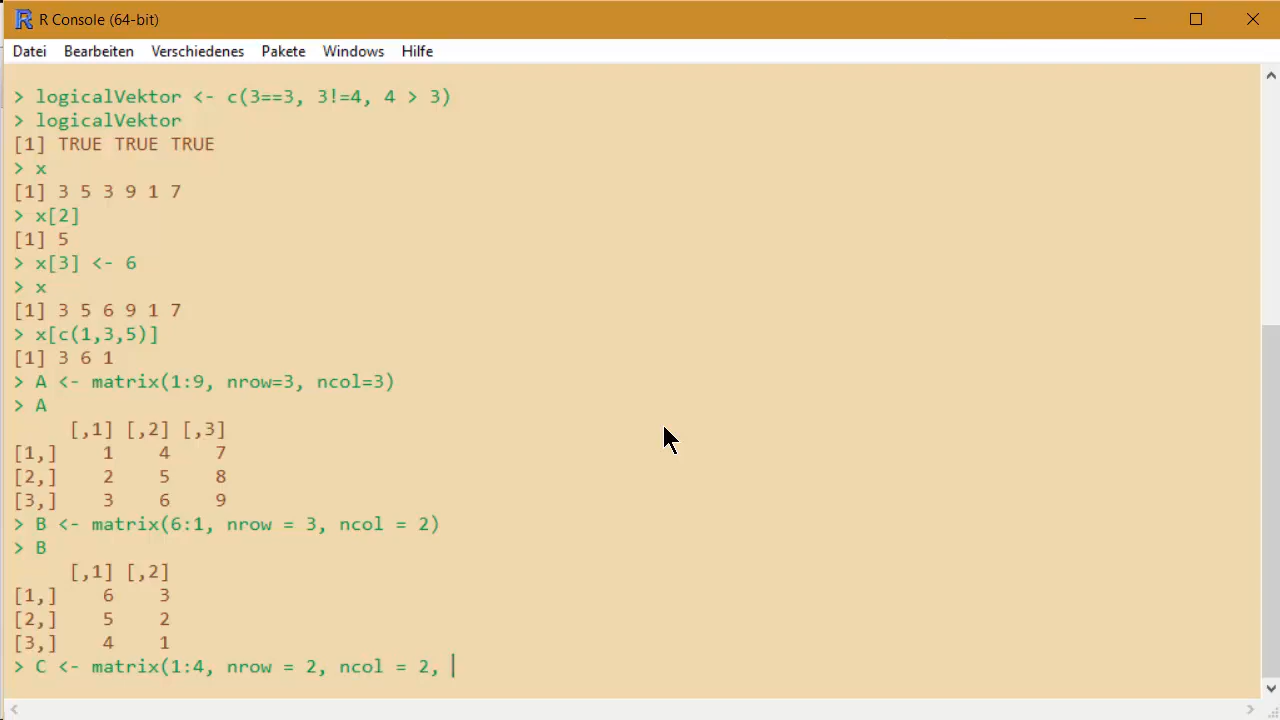 R Console (64-bit)
Datei Bearbeiten Verschiedenes Pakete Windows Hilfe
> logicalVektor <- c(3==3, 3!=4, 4 > 3)
> logicalVektor
[1] TRUE TRUE TRUE
> x
[1] 3 5 3 9 1 7
> x[2]
[1] 5
> x[3] <- 6
> x
[1] 3 5 6 9 1 7
> x[c(1,3,5)]
[1] 3 6 1
> A <- matrix(1:9, nrow=3, ncol=3)
> A
     [,1] [,2] [,3]
[1,]    1    4    7
[2,]    2    5    8
[3,]    3    6    9
> B <- matrix(6:1, nrow = 3, ncol = 2)
> B
     [,1] [,2]
[1,]    6    3
[2,]    5    2
[3,]    4    1
> C <- matrix(1:4, nrow = 2, ncol = 2,